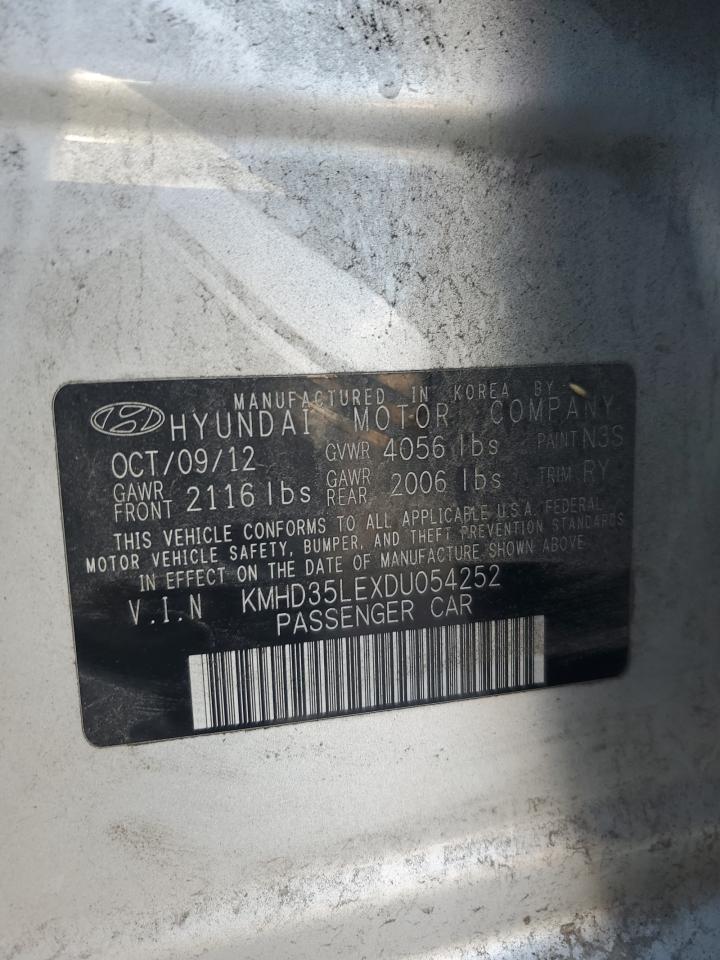 MANUFACTURED IN KOREA BY
HYUNDAI MOTOR COMPANY
OCT/09/12 GVWR 4056 lbs PAINT N3S
GAWR FRONT 2116 lbs GAWR REAR 2006 lbs TRIM RY
THIS VEHICLE CONFORMS TO ALL APPLICABLE U.S.A. FEDERAL
MOTOR VEHICLE SAFETY, BUMPER, AND THEFT PREVENTION STANDARDS
IN EFFECT ON THE DATE OF MANUFACTURE SHOWN ABOVE.
V.I.N KMHD35LEXDU054252
PASSENGER CAR